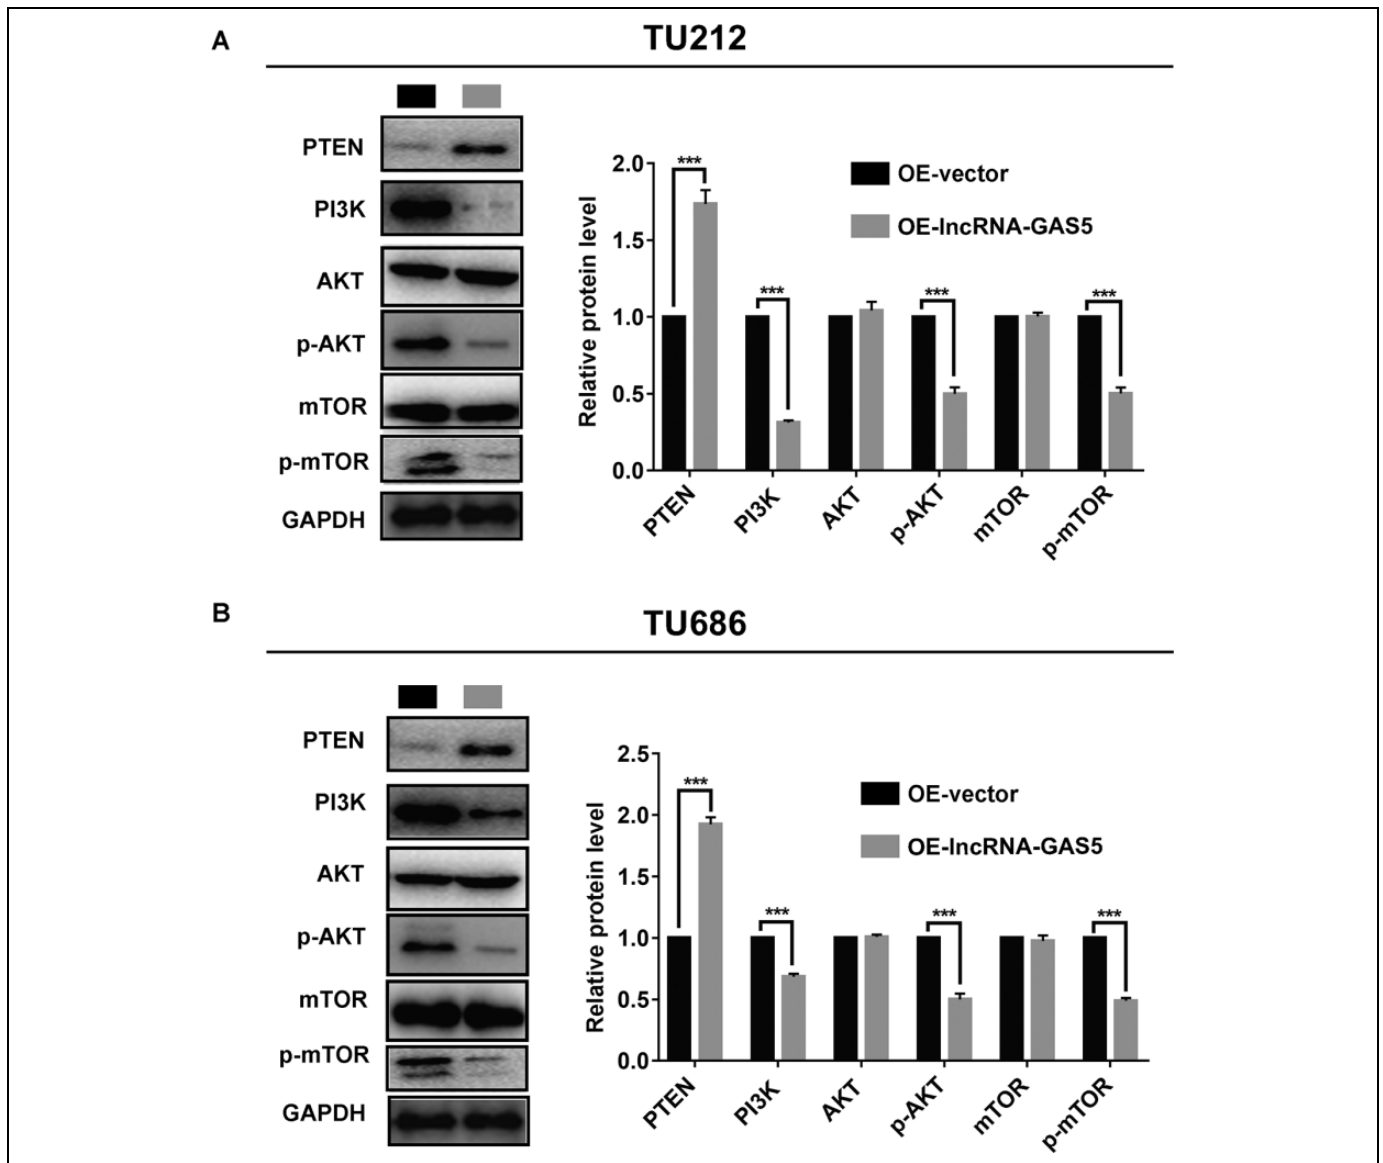 A
TU212
PTEN
PI3K
AKT
p-AKT
mTOR
p-mTOR
GAPDH
Relative protein level
2.0
1.5
1.0
0.5
0.0
***
***
***
***
OE-vector
OE-lncRNA-GAS5
PTEN
PI3K
AKT
p-AKT
mTOR
p-mTOR
B
TU686
PTEN
PI3K
AKT
p-AKT
mTOR
p-mTOR
GAPDH
Relative protein level
2.5
2.0
1.5
1.0
0.5
0.0
***
***
***
***
OE-vector
OE-lncRNA-GAS5
PTEN
PI3K
AKT
p-AKT
mTOR
p-mTOR